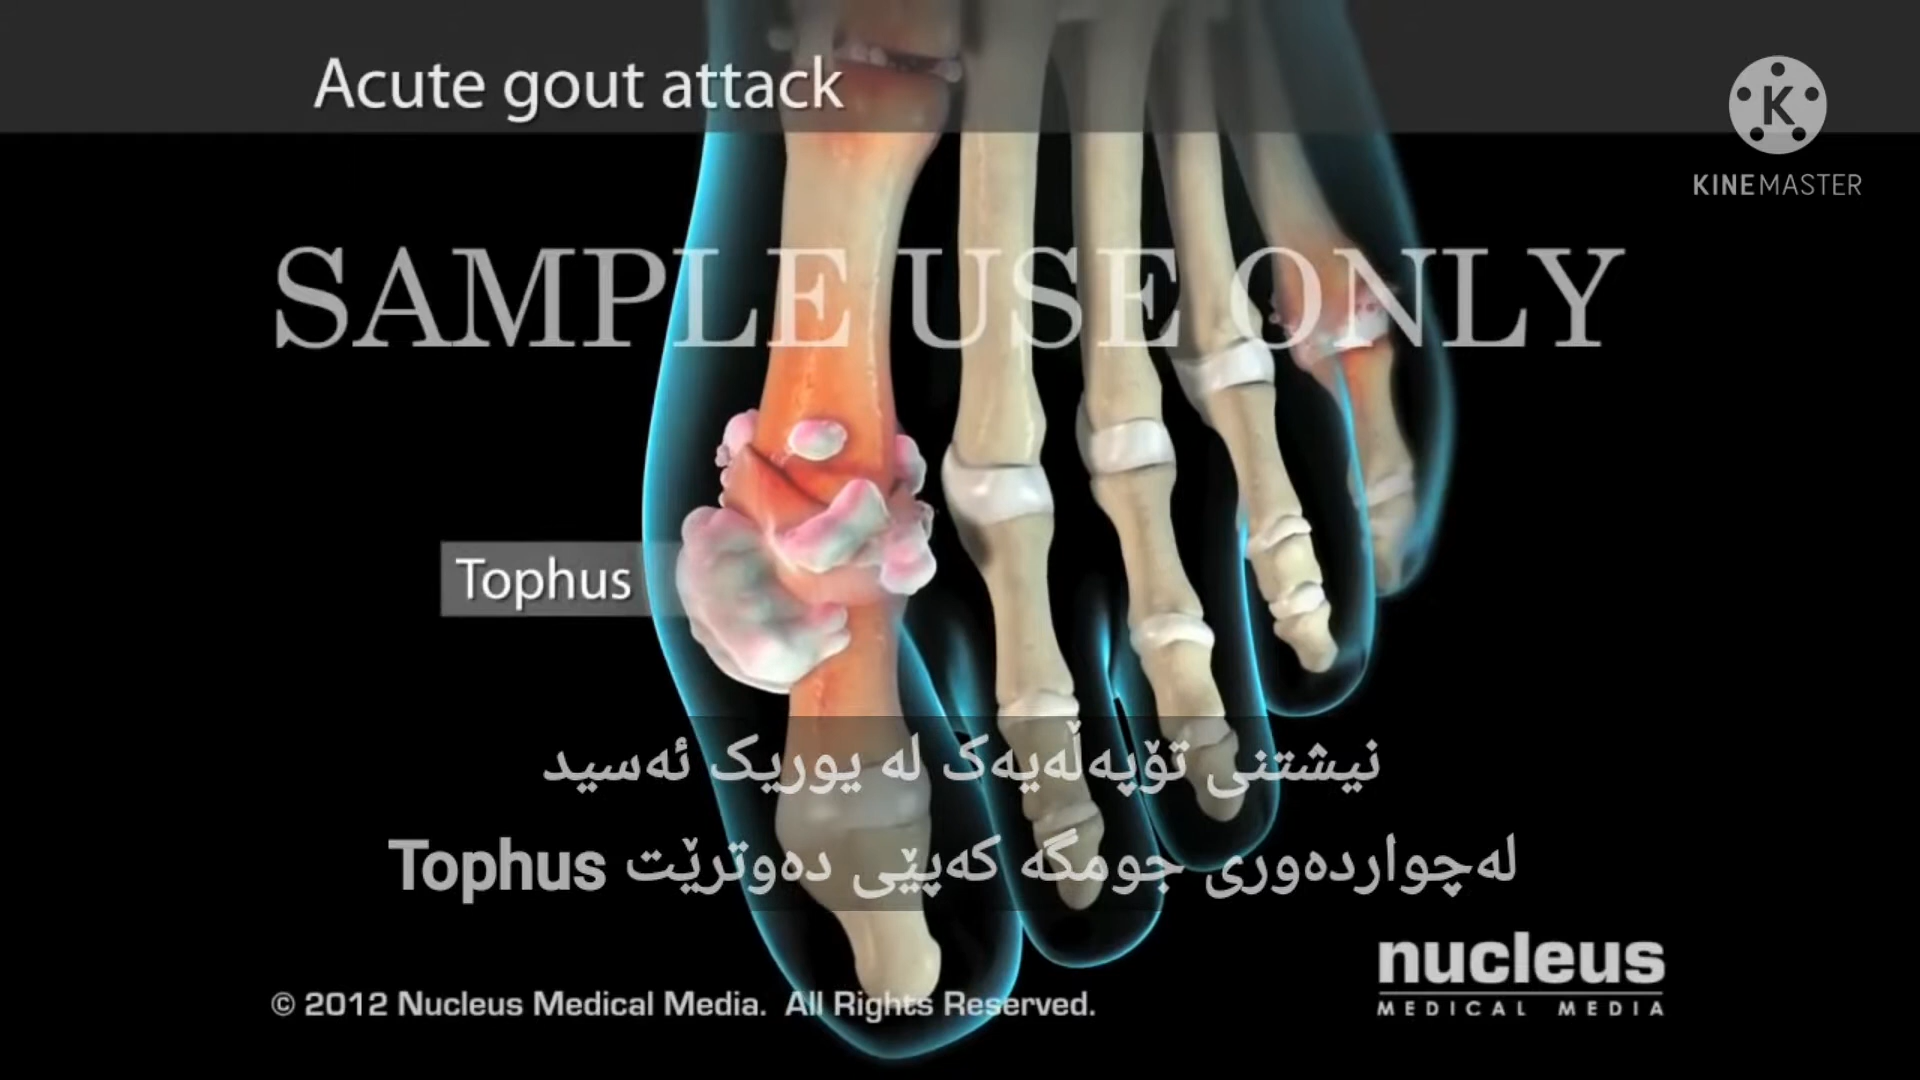 Acute gout attack
K
KINEMASTER
SAMPLE USE ONLY
Tophus
نیشتنی تۆپەڵەیەک لە یوریک ئەسید
لەچواردەوری جومگە کەپێی دەوترێت Tophus
nucleus
MEDICAL MEDIA
© 2012 Nucleus Medical Media. All Rights Reserved.